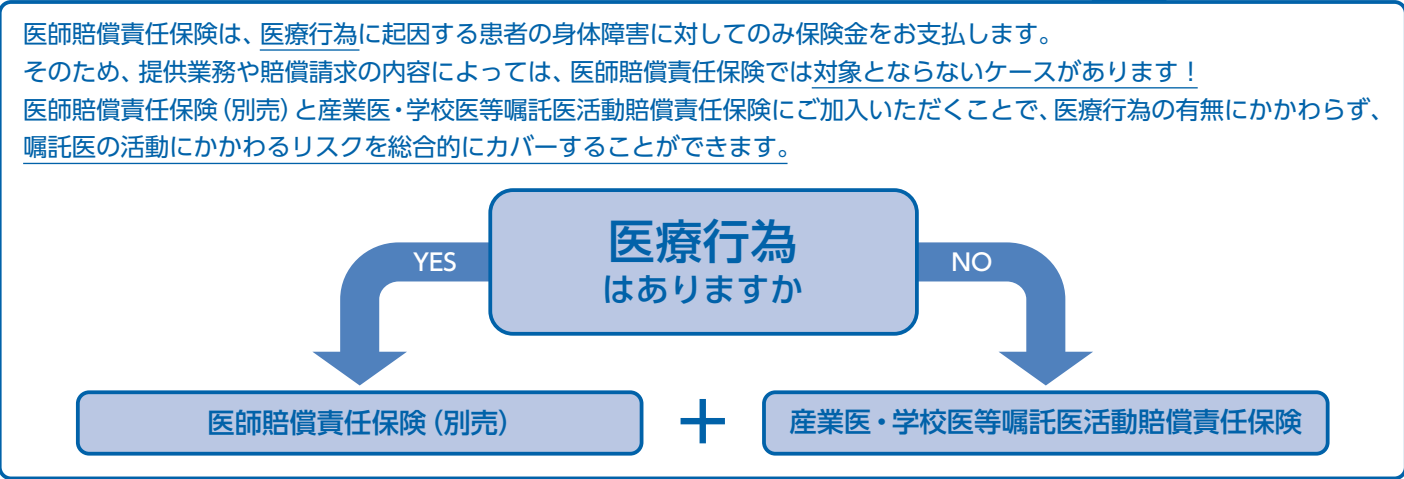 医師賠償責任保険は、医療行為に起因する患者の身体障害に対してのみ保険金をお支払します。
そのため、提供業務や賠償請求の内容によっては、医師賠償責任保険では対象とならないケースがあります！
医師賠償責任保険（別売）と産業医・学校医等嘱託医活動賠償責任保険にご加入いただくことで、医療行為の有無にかかわらず、
嘱託医の活動にかかわるリスクを総合的にカバーすることができます。
医療行為
はありますか
YES
NO
医師賠償責任保険（別売）
＋
産業医・学校医等嘱託医活動賠償責任保険